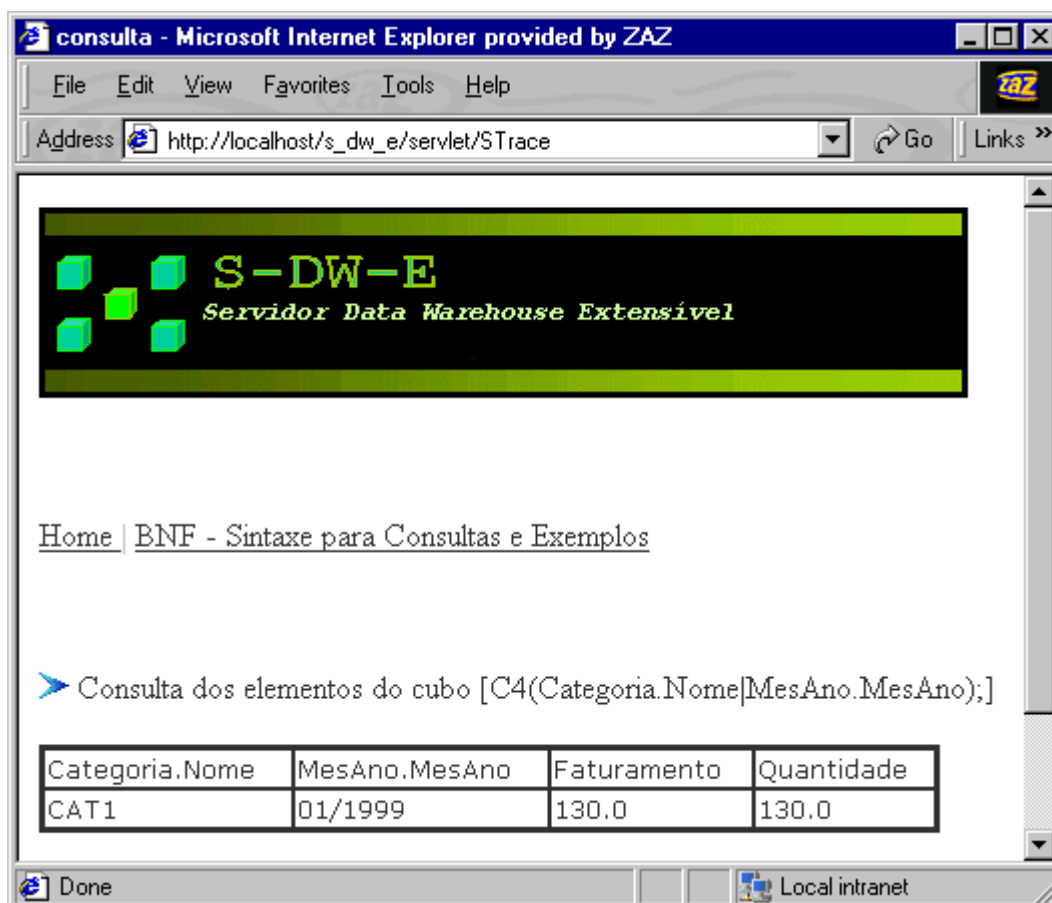 consulta - Microsoft Internet Explorer provided by ZAZ
File Edit View Favorites Tools Help
zaz
Address http://localhost/s_dw_e/servlet/STrace Go Links »
S-DW-E
Servidor Data Warehouse Extensível
Home | BNF - Sintaxe para Consultas e Exemplos
Consulta dos elementos do cubo [C4(Categoria.Nome|MesAno.MesAno);]
Categoria.Nome MesAno.MesAno Faturamento Quantidade
CAT1 01/1999 130.0 130.0
Done Local intranet